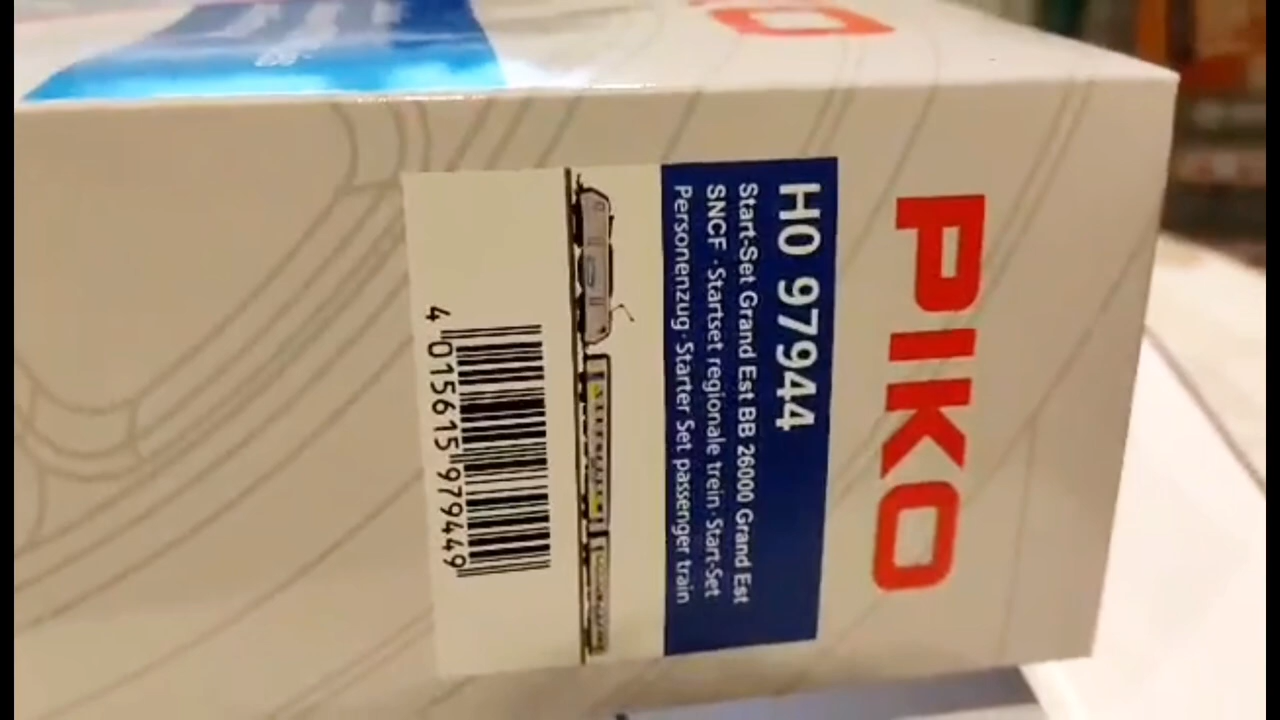 PIKO
H0 97944
Start-Set Grand Est BB 26000 Grand Est
SNCF · Startset regionale trein · Start-Set
Personenzug · Starter Set passenger train
4 015615 979449